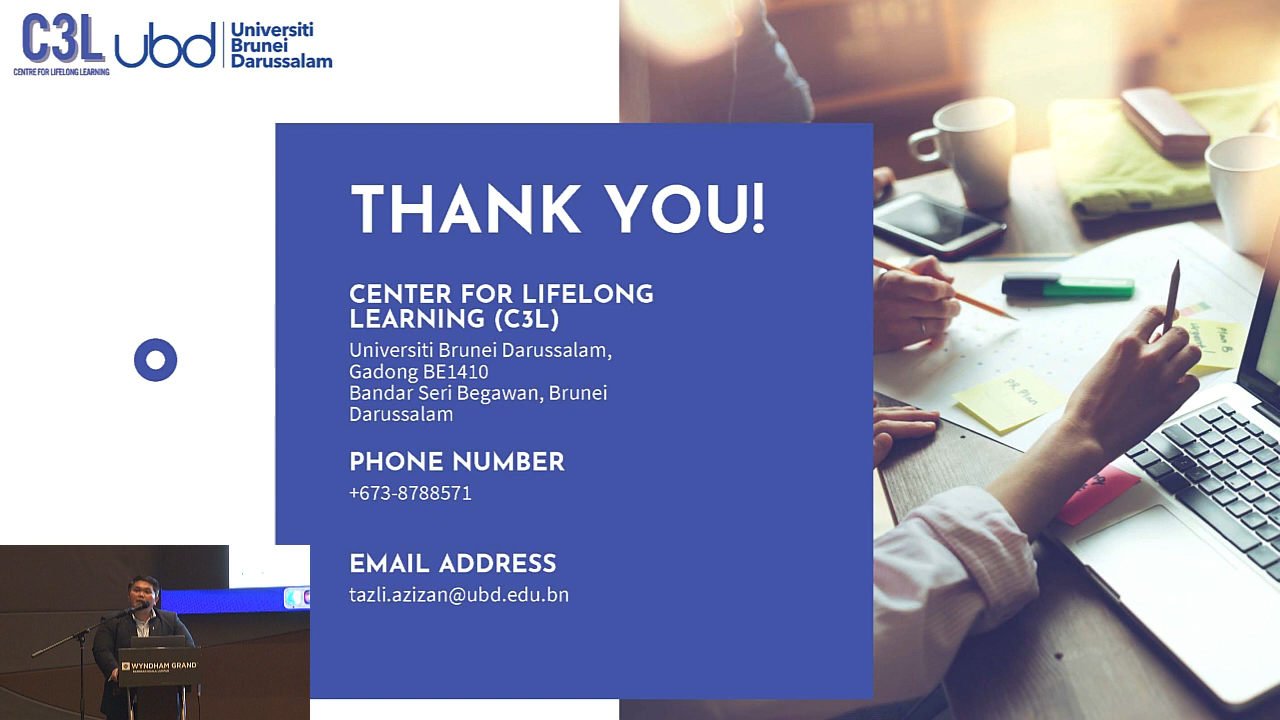 C3L
CENTRE FOR LIFELONG LEARNING
ubd
Universiti
Brunei
Darussalam
THANK YOU!
CENTER FOR LIFELONG
LEARNING (C3L)
Universiti Brunei Darussalam,
Gadong BE1410
Bandar Seri Begawan, Brunei
Darussalam
PHONE NUMBER
+673-8788571
EMAIL ADDRESS
tazli.azizan@ubd.edu.bn
PR Plan
Plan B
WYNDHAM GRAND